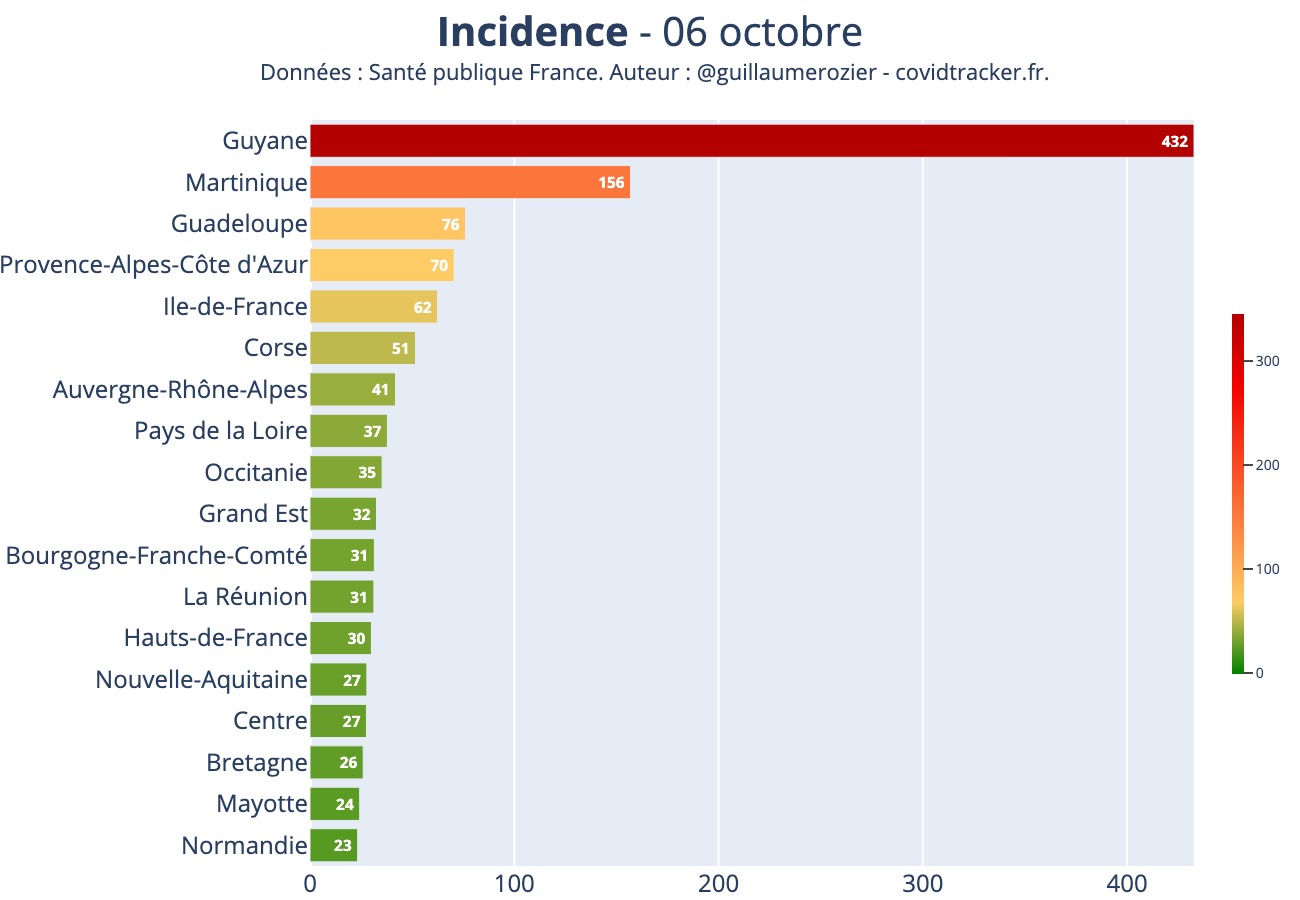 Incidence - 06 octobre
Données : Santé publique France. Auteur : @guillaumerozier - covidtracker.fr.
Guyane 432
Martinique 156
Guadeloupe 76
Provence-Alpes-Côte d'Azur 70
Ile-de-France 62
Corse 51
Auvergne-Rhône-Alpes 41
Pays de la Loire 37
Occitanie 35
Grand Est 32
Bourgogne-Franche-Comté 31
La Réunion 31
Hauts-de-France 30
Nouvelle-Aquitaine 27
Centre 27
Bretagne 26
Mayotte 24
Normandie 23
0 100 200 300 400
300
200
100
0